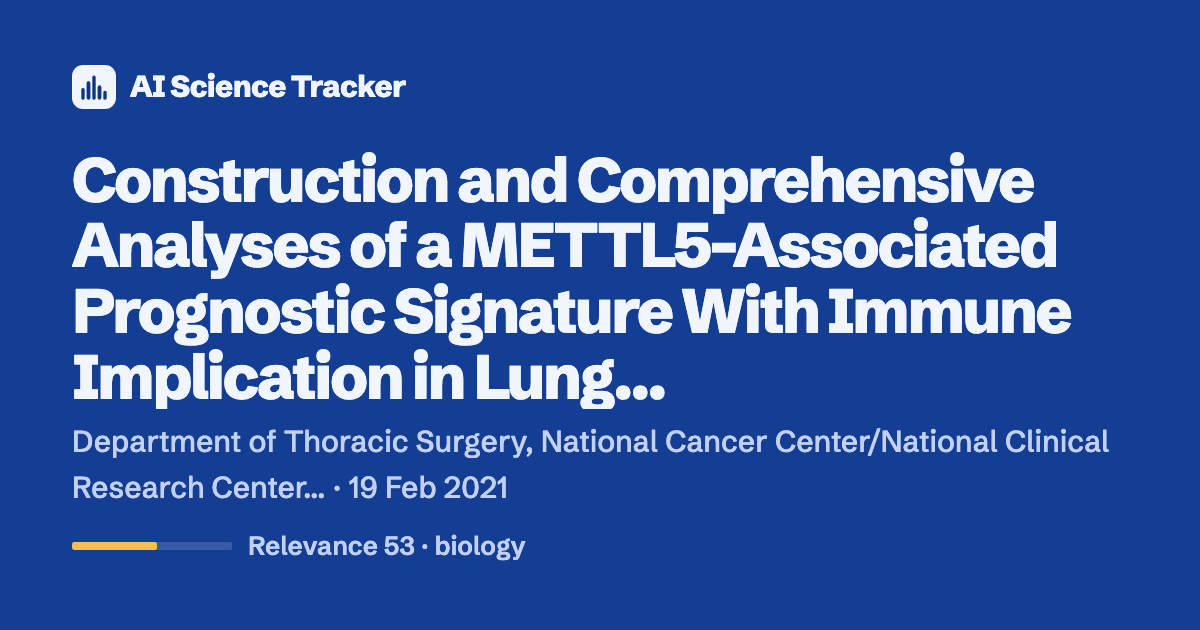 AI Science Tracker
Construction and Comprehensive
Analyses of a METTL5-Associated
Prognostic Signature With Immune
Implication in Lung...
Department of Thoracic Surgery, National Cancer Center/National Clinical
Research Center... · 19 Feb 2021
Relevance 53 · biology